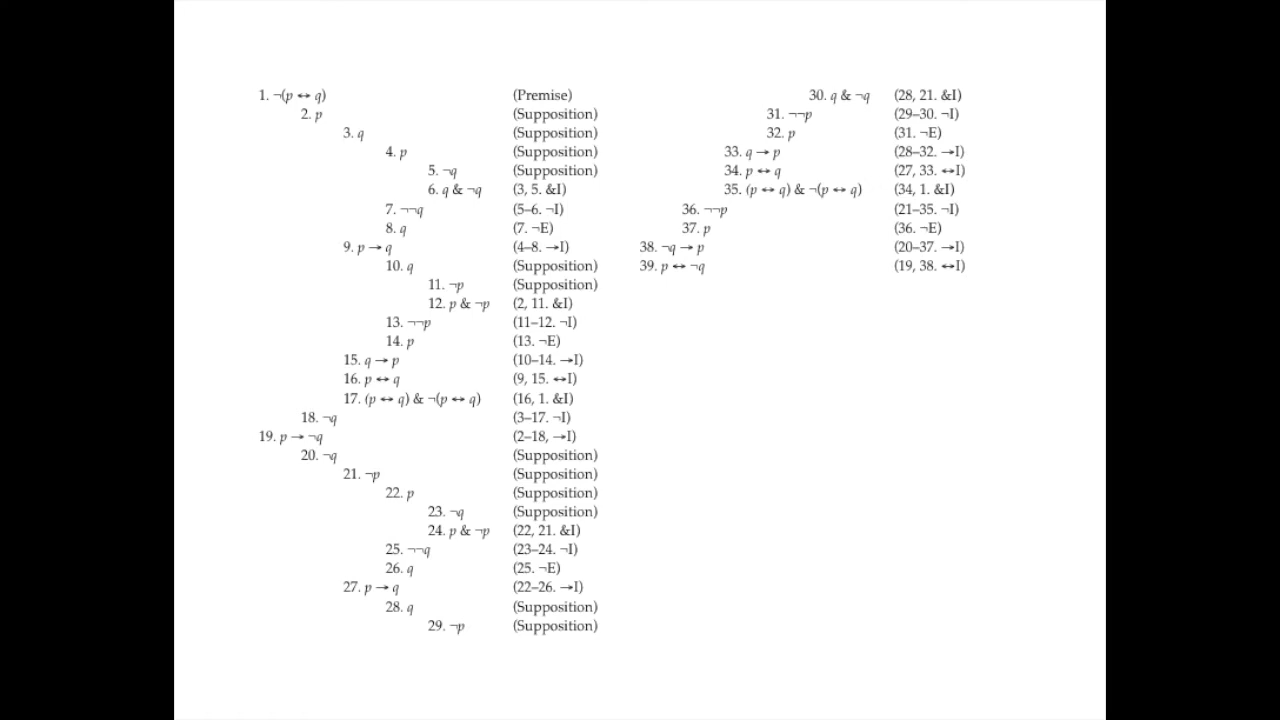 1. ¬(p ↔ q) (Premise)
2. p (Supposition)
3. q (Supposition)
4. p (Supposition)
5. ¬q (Supposition)
6. q & ¬q (3, 5. &I)
7. ¬¬q (5–6. ¬I)
8. q (7. ¬E)
9. p → q (4–8. →I)
10. q (Supposition)
11. ¬p (Supposition)
12. p & ¬p (2, 11. &I)
13. ¬¬p (11–12. ¬I)
14. p (13. ¬E)
15. q → p (10–14. →I)
16. p ↔ q (9, 15. ↔I)
17. (p ↔ q) & ¬(p ↔ q) (16, 1. &I)
18. ¬q (3–17. ¬I)
19. p → ¬q (2–18, →I)
20. ¬q (Supposition)
21. ¬p (Supposition)
22. p (Supposition)
23. ¬q (Supposition)
24. p & ¬p (22, 21. &I)
25. ¬¬q (23–24. ¬I)
26. q (25. ¬E)
27. p → q (22–26. →I)
28. q (Supposition)
29. ¬p (Supposition)
30. q & ¬q (28, 21. &I)
31. ¬¬p (29–30. ¬I)
32. p (31. ¬E)
33. q → p (28–32. →I)
34. p ↔ q (27, 33. ↔I)
35. (p ↔ q) & ¬(p ↔ q) (34, 1. &I)
36. ¬¬p (21–35. ¬I)
37. p (36. ¬E)
38. ¬q → p (20–37. →I)
39. p ↔ ¬q (19, 38. ↔I)